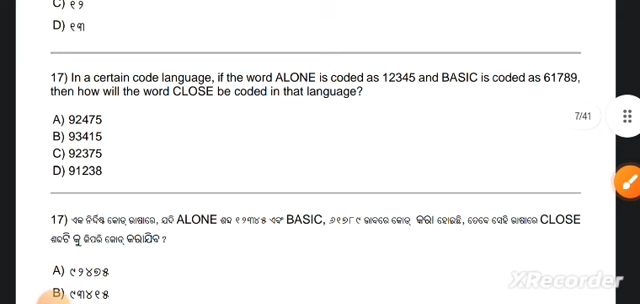 C) ୧୨
D) ୧୩
17) In a certain code language, if the word ALONE is coded as 12345 and BASIC is coded as 61789,
then how will the word CLOSE be coded in that language?
7/41
A) 92475
B) 93415
C) 92375
D) 91238
17) ଏକ ନିର୍ଦ୍ଦିଷ୍ଟ କୋଡ୍ ଭାଷାରେ, ଯଦି ALONE ଶବ୍ଦ ୧୨୩୪୫ ଏବଂ BASIC, ୬୧୭୮୯ ଭାବରେ କୋଡ୍ କରା ହୋଇଛି, ତେବେ ସେହି ଭାଷାରେ CLOSE
ଶବ୍ଦଟି କୁ କିପରି କୋଡ୍ କରାଯିବ ?
A) ୯୨୪୭୫
B) ୯୩୪୧୫
XRecorder